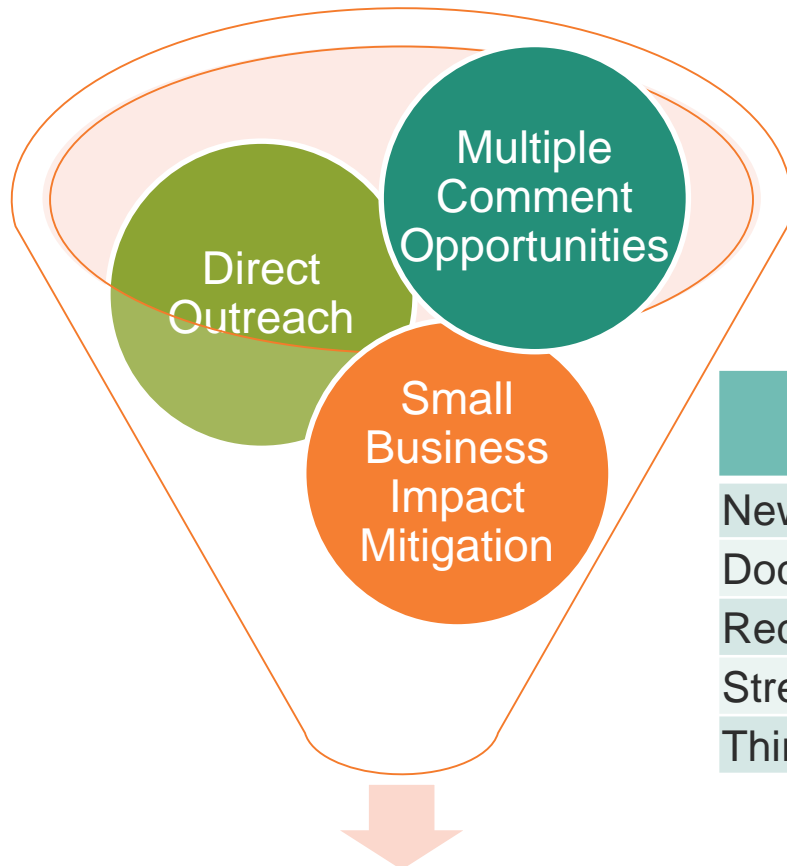 Multiple
Comment
Opportunities
Direct
Outreach
Small
Business
Impact
Mitigation